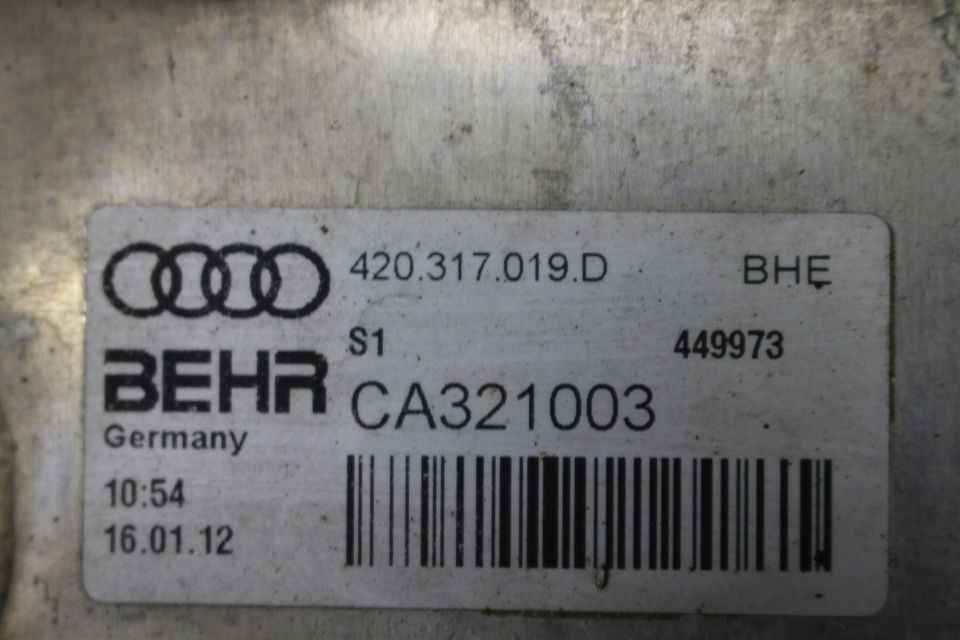 420.317.019.D BHE
S1 449973
BEHR
CA321003
Germany
10:54
16.01.12